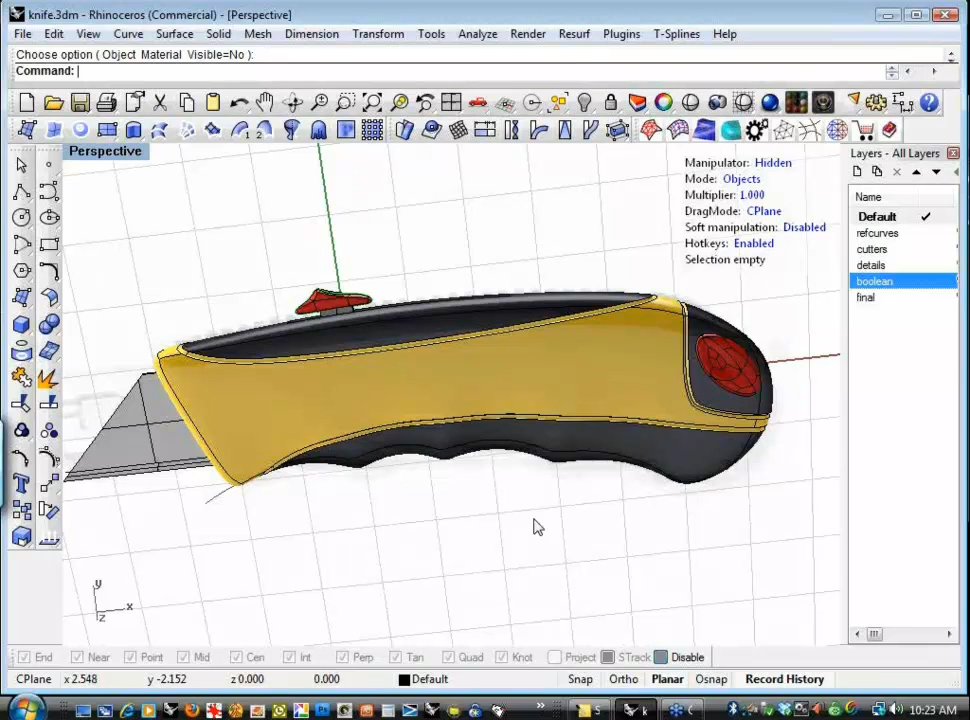 knife.3dm - Rhinoceros (Commercial) - [Perspective]
File Edit View Curve Surface Solid Mesh Dimension Transform Tools Analyze Render Resurf Plugins T-Splines Help
Choose option ( Object Material Visible=No ):
Command:
Perspective
Manipulator: Hidden
Mode: Objects
Multiplier: 1.000
DragMode: CPlane
Soft manipulation: Disabled
Hotkeys: Enabled
Selection empty
Layers - All Layers
Name
Default
refcurves
cutters
details
boolean
final
y
x
z
End Near Point Mid Cen Int Perp Tan Quad Knot Project STrack Disable
CPlane x 2.548 y -2.152 z 0.000 0.000 Default Snap Ortho Planar Osnap Record History
S k C 10:23 AM